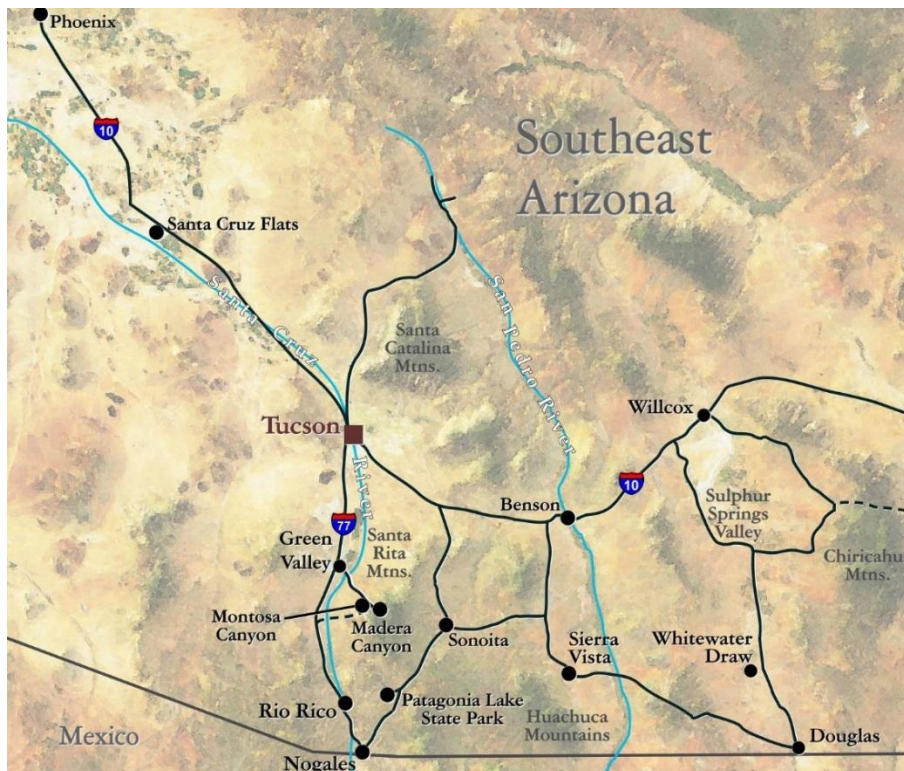 Phoenix
10
Southeast
Arizona
Santa Cruz Flats
Santa Cruz
River
San Pedro River
Santa
Catalina
Mtns.
Tucson
Willcox
10
Benson
Sulphur
Springs
Valley
77
Green
Valley
Santa
Rita
Mtns.
Chiricahu
Mtns.
Montosa
Canyon
Madera
Canyon
Sonoita
Sierra
Vista
Whitewater
Draw
Rio Rico
Patagonia Lake
State Park
Huachuca
Mountains
Mexico
Nogales
Douglas